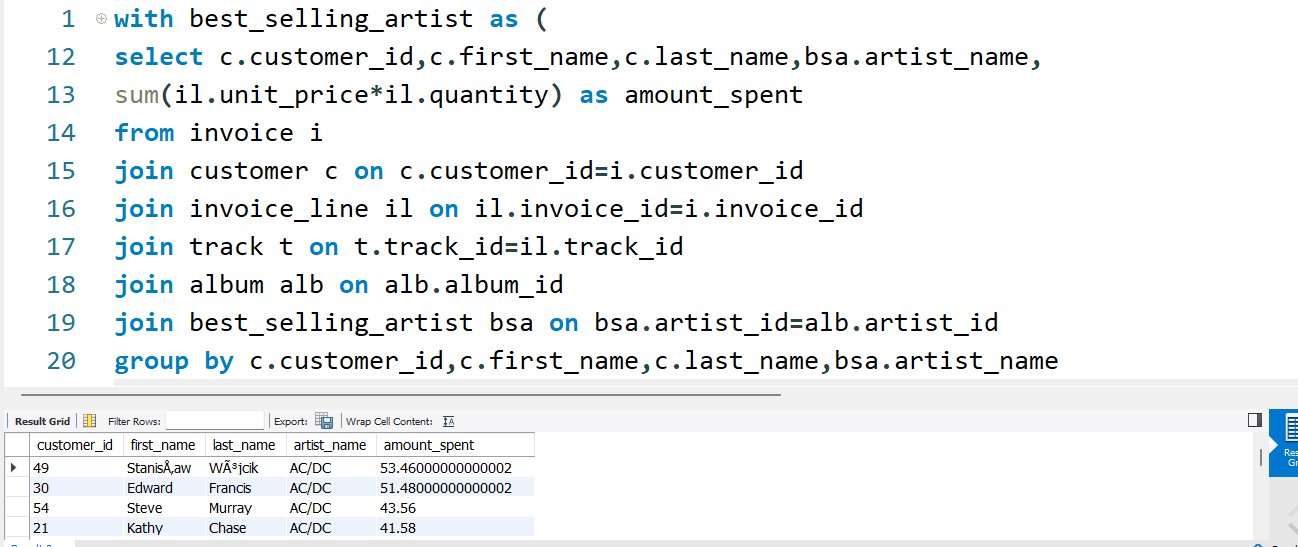 1 with best_selling_artist as (
12 select c.customer_id,c.first_name,c.last_name,bsa.artist_name,
13 sum(il.unit_price*il.quantity) as amount_spent
14 from invoice i
15 join customer c on c.customer_id=i.customer_id
16 join invoice_line il on il.invoice_id=i.invoice_id
17 join track t on t.track_id=il.track_id
18 join album alb on alb.album_id
19 join best_selling_artist bsa on bsa.artist_id=alb.artist_id
20 group by c.customer_id,c.first_name,c.last_name,bsa.artist_name
Result Grid Filter Rows: Export: Wrap Cell Content:
customer_id first_name last_name artist_name amount_spent
49 StanisÅ‚aw WÃ³jcik AC/DC 53.46000000000002
30 Edward Francis AC/DC 51.48000000000002
54 Steve Murray AC/DC 43.56
21 Kathy Chase AC/DC 41.58